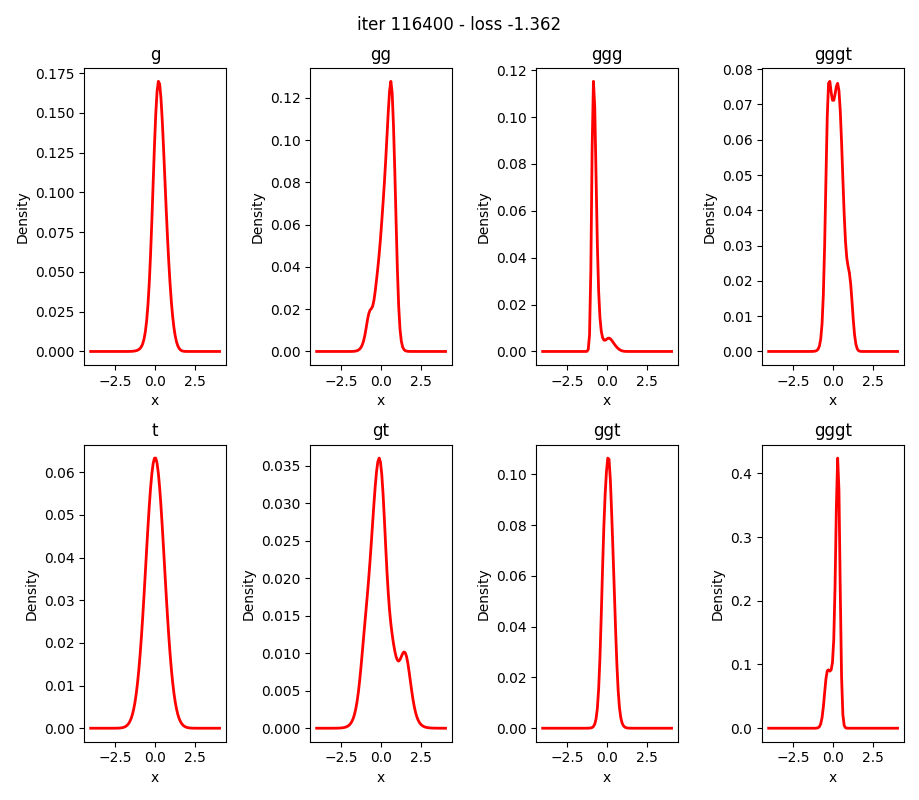 iter 116400 - loss -1.362
g
0.175
0.150
0.125
0.100
0.075
0.050
0.025
0.000
Density
−2.5 0.0 2.5
x
gg
0.12
0.10
0.08
0.06
0.04
0.02
0.00
Density
−2.5 0.0 2.5
x
ggg
0.12
0.10
0.08
0.06
0.04
0.02
0.00
Density
−2.5 0.0 2.5
x
gggt
0.08
0.07
0.06
0.05
0.04
0.03
0.02
0.01
0.00
Density
−2.5 0.0 2.5
x
t
0.06
0.05
0.04
0.03
0.02
0.01
0.00
Density
−2.5 0.0 2.5
x
gt
0.035
0.030
0.025
0.020
0.015
0.010
0.005
0.000
Density
−2.5 0.0 2.5
x
ggt
0.10
0.08
0.06
0.04
0.02
0.00
Density
−2.5 0.0 2.5
x
gggt
0.4
0.3
0.2
0.1
0.0
Density
−2.5 0.0 2.5
x